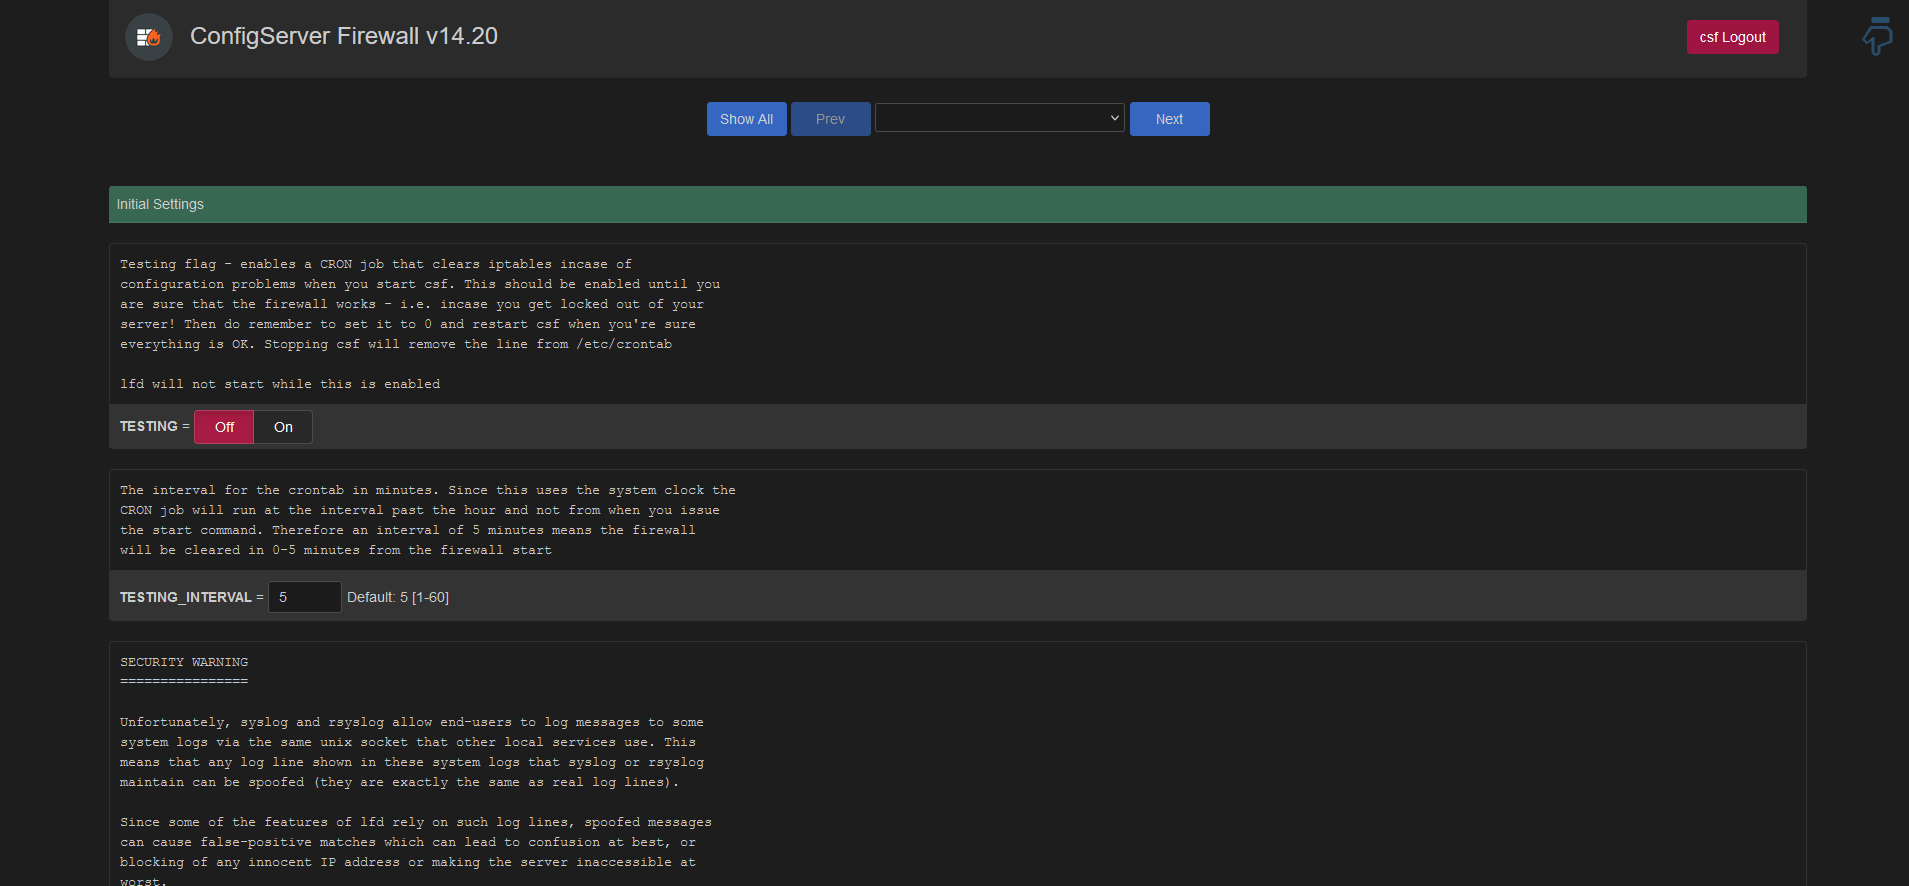 ConfigServer Firewall v14.20
csf Logout
Show All
Prev
Next
Initial Settings
Testing flag - enables a CRON job that clears iptables incase of
configuration problems when you start csf. This should be enabled until you
are sure that the firewall works - i.e. incase you get locked out of your
server! Then do remember to set it to 0 and restart csf when you're sure
everything is OK. Stopping csf will remove the line from /etc/crontab
lfd will not start while this is enabled
TESTING = Off On
The interval for the crontab in minutes. Since this uses the system clock the
CRON job will run at the interval past the hour and not from when you issue
the start command. Therefore an interval of 5 minutes means the firewall
will be cleared in 0-5 minutes from the firewall start
TESTING_INTERVAL = 5 Default: 5 [1-60]
SECURITY WARNING
================
Unfortunately, syslog and rsyslog allow end-users to log messages to some
system logs via the same unix socket that other local services use. This
means that any log line shown in these system logs that syslog or rsyslog
maintain can be spoofed (they are exactly the same as real log lines).
Since some of the features of lfd rely on such log lines, spoofed messages
can cause false-positive matches which can lead to confusion at best, or
blocking of any innocent IP address or making the server inaccessible at
worst.